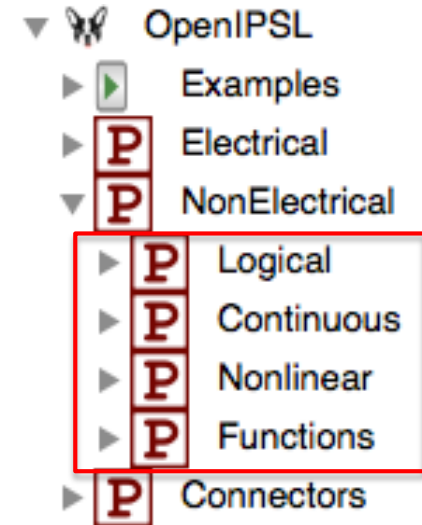 OpenIPSL
Examples
P Electrical
P NonElectrical
P Logical
P Continuous
P Nonlinear
P Functions
P Connectors